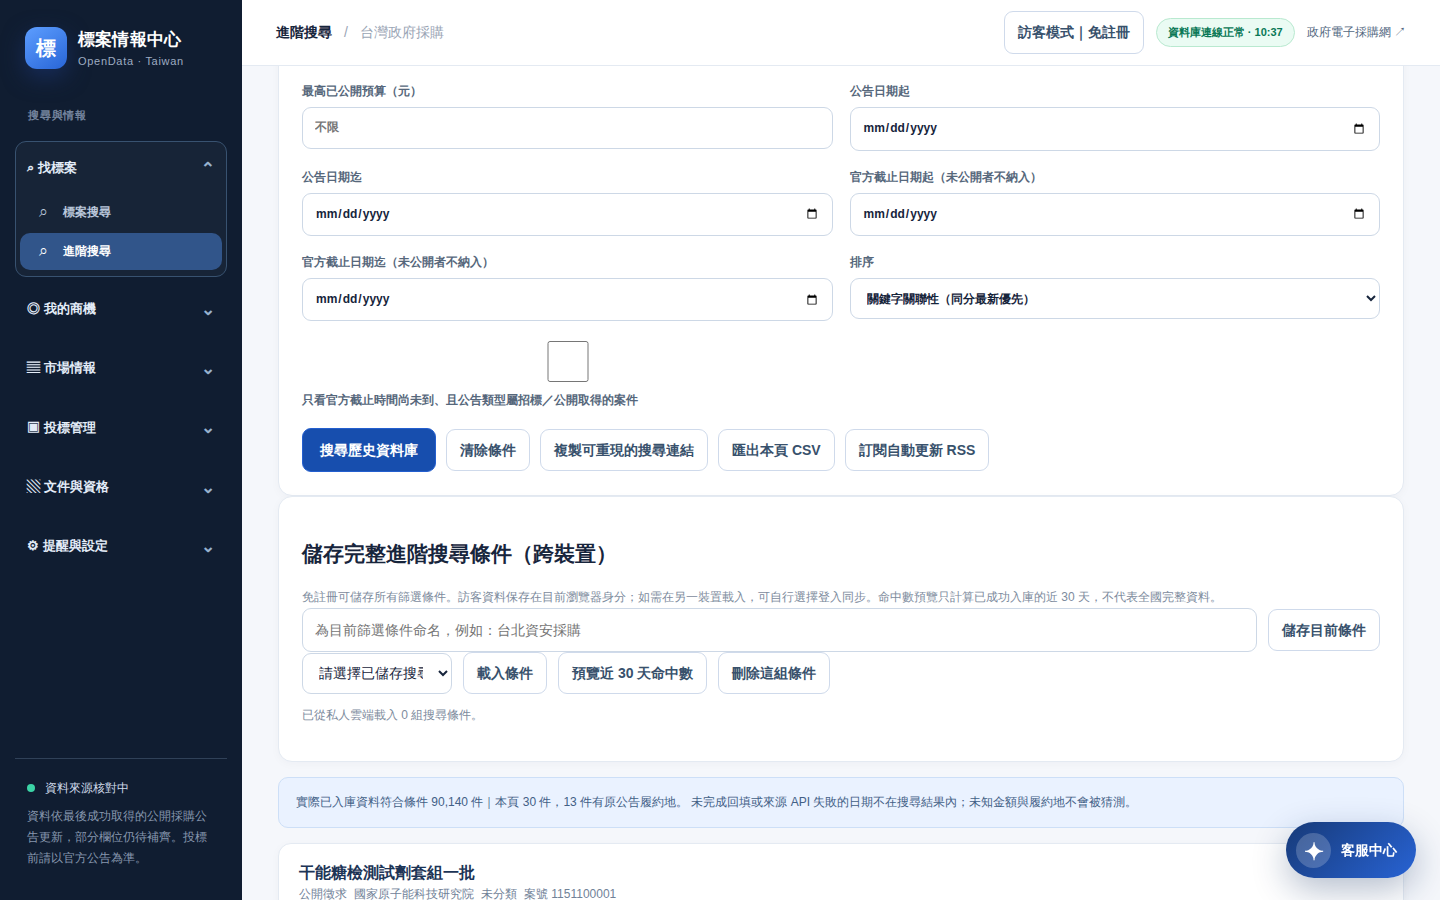 標
標案情報中心
OpenData · Taiwan
搜尋與情報
⌕ 找標案
標案搜尋
進階搜尋
◎ 我的商機
▤ 市場情報
▣ 投標管理
▧ 文件與資格
⚙ 提醒與設定
資料來源核對中
資料依最後成功取得的公開採購公
告更新，部分欄位仍待補齊。投標
前請以官方公告為準。
進階搜尋 / 台灣政府採購
訪客模式｜免註冊
資料庫連線正常 · 10:37
政府電子採購網 ↗
最高已公開預算（元）
公告日期起
不限
mm/dd/yyyy
公告日期迄
官方截止日期起（未公開者不納入）
mm/dd/yyyy
mm/dd/yyyy
官方截止日期迄（未公開者不納入）
排序
mm/dd/yyyy
關鍵字關聯性（同分最新優先）
只看官方截止時間尚未到、且公告類型屬招標／公開取得的案件
搜尋歷史資料庫
清除條件
複製可重現的搜尋連結
匯出本頁 CSV
訂閱自動更新 RSS
儲存完整進階搜尋條件（跨裝置）
免註冊可儲存所有篩選條件。訪客資料保存在目前瀏覽器身分；如需在另一裝置載入，可自行選擇登入同步。命中數預覽只計算已成功入庫的近 30 天，不代表全國完整資料。
為目前篩選條件命名，例如：台北資安採購
儲存目前條件
請選擇已儲存搜
載入條件
預覽近 30 天命中數
刪除這組條件
已從私人雲端載入 0 組搜尋條件。
實際已入庫資料符合條件 90,140 件｜本頁 30 件，13 件有原公告履約地。 未完成回填或來源 API 失敗的日期不在搜尋結果內；未知金額與履約地不會被猜測。
干能糖檢測試劑套組一批
公開徵求 國家原子能科技研究院 未分類 案號 1151100001
客服中心